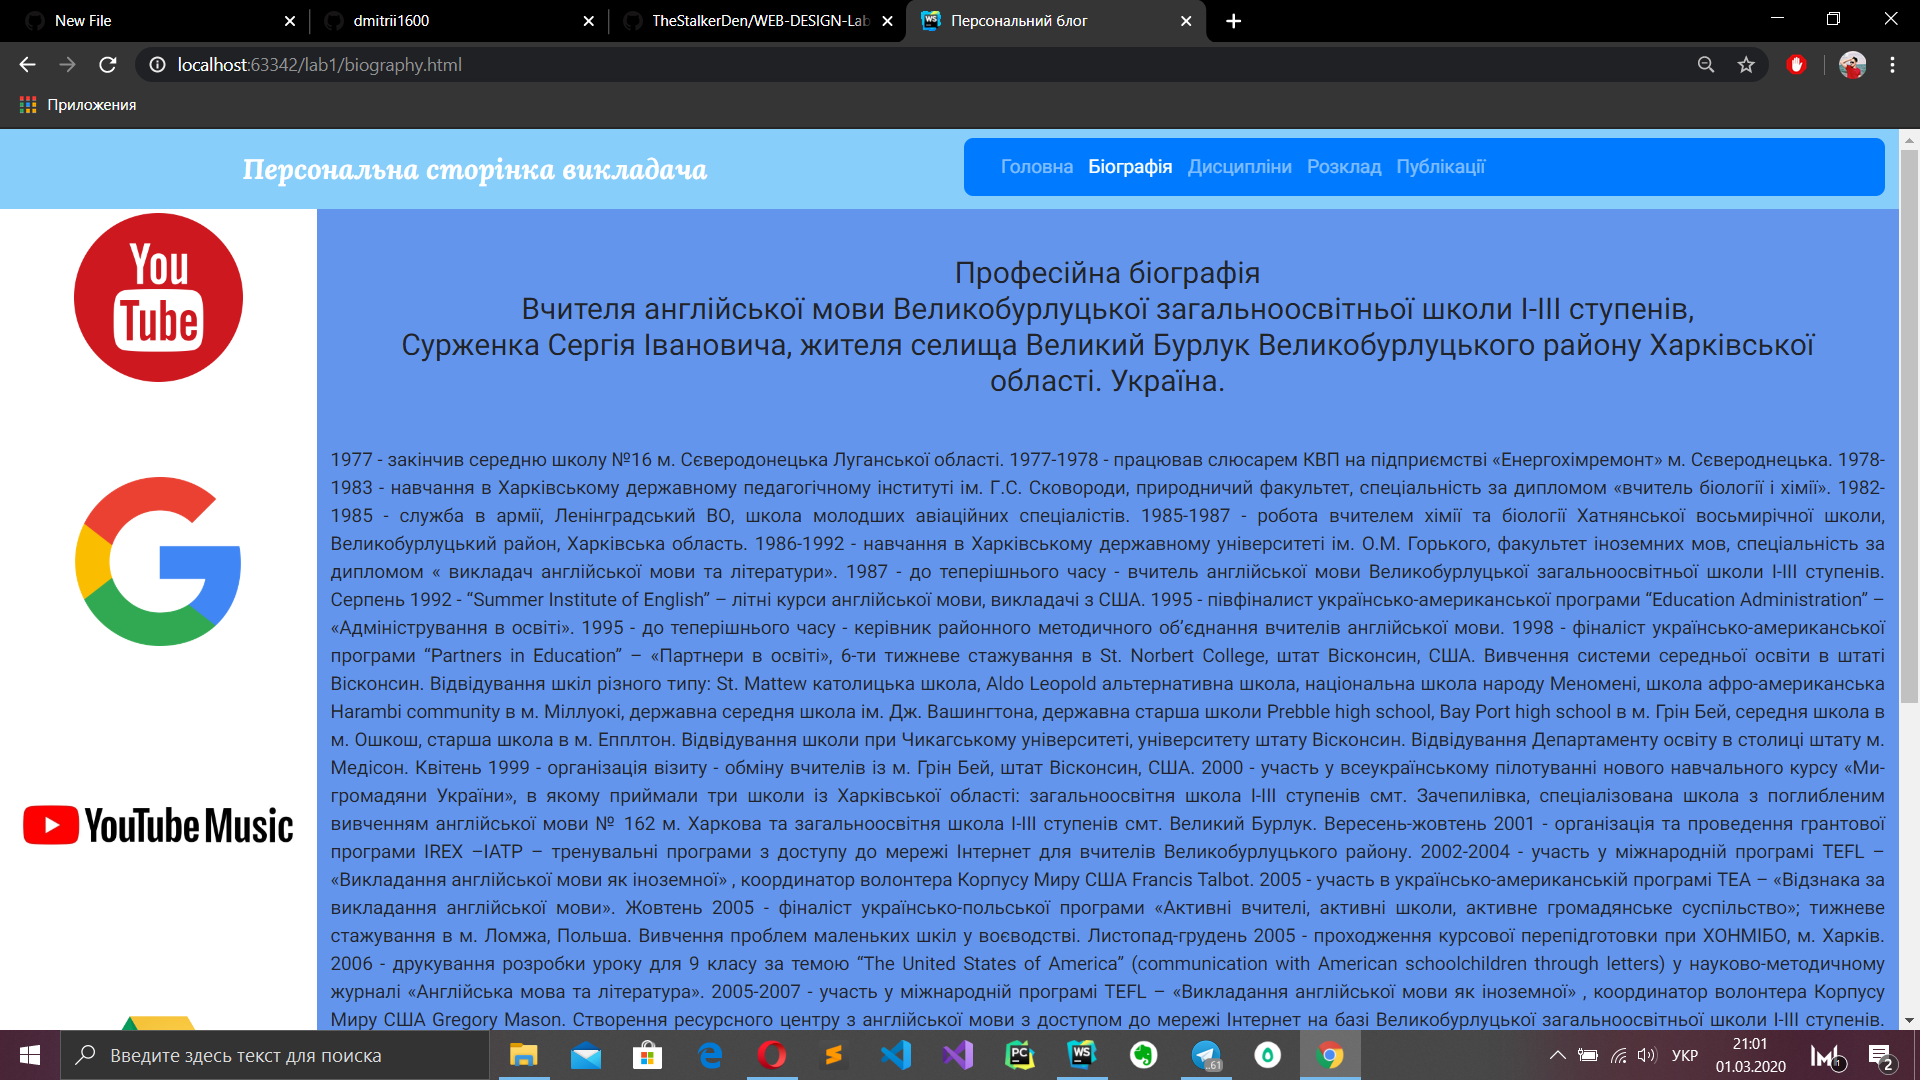 New File
dmitrii1600
TheStalkerDen/WEB-DESIGN-Lab
Персональний блог
localhost:63342/lab1/biography.html
Приложения
Персональна сторінка викладача
Головна Біографія Дисципліни Розклад Публікації
You
Tube
Професійна біографія
Вчителя англійської мови Великобурлуцької загальноосвітньої школи І-ІІІ ступенів,
Сурженка Сергія Івановича, жителя селища Великий Бурлук Великобурлуцького району Харківської
області. Україна.
1977 - закінчив середню школу №16 м. Сєверодонецька Луганської області. 1977-1978 - працював слюсарем КВП на підприємстві «Енергохімремонт» м. Сєвероднецька. 1978-
1983 - навчання в Харківському державному педагогічному інституті ім. Г.С. Сковороди, природничий факультет, спеціальність за дипломом «вчитель біології і хімії». 1982-
1985 - служба в армії, Ленінградський ВО, школа молодших авіаційних спеціалістів. 1985-1987 - робота вчителем хімії та біології Хатнянської восьмирічної школи,
Великобурлуцький район, Харківська область. 1986-1992 - навчання в Харківському державному університеті ім. О.М. Горького, факультет іноземних мов, спеціальність за
дипломом « викладач англійської мови та літератури». 1987 - до теперішнього часу - вчитель англійської мови Великобурлуцької загальноосвітньої школи І-ІІІ ступенів.
Серпень 1992 - “Summer Institute of English” – літні курси англійської мови, викладачі з США. 1995 - півфіналист українсько-американської програми “Education Administration” –
«Адміністрування в освіті». 1995 - до теперішнього часу - керівник районного методичного об’єднання вчителів англійської мови. 1998 - фіналіст українсько-американської
програми “Partners in Education” – «Партнери в освіті», 6-ти тижневе стажування в St. Norbert College, штат Вісконсин, США. Вивчення системи середньої освіти в штаті
Вісконсин. Відвідування шкіл різного типу: St. Mattew католицька школа, Aldo Leopold альтернативна школа, національна школа народу Меномені, школа афро-американська
Harambi community в м. Міллуокі, державна середня школа ім. Дж. Вашингтона, державна старша школи Prebble high school, Bay Port high school в м. Грін Бей, середня школа в
м. Ошкош, старша школа в м. Епплтон. Відвідування школи при Чикагському університеті, університету штату Вісконсин. Відвідування Департаменту освіту в столиці штату м.
Медісон. Квітень 1999 - організація візиту - обміну вчителів із м. Грін Бей, штат Вісконсин, США. 2000 - участь у всеукраїнському пілотуванні нового навчального курсу «Ми-
громадяни України», в якому приймали три школи із Харківської області: загальноосвітня школа І-ІІІ ступенів смт. Зачепилівка, спеціалізована школа з поглибленим
вивченням англійської мови № 162 м. Харкова та загальноосвітня школа І-ІІІ ступенів смт. Великий Бурлук. Вересень-жовтень 2001 - організація та проведення грантової
програми IREX –IATP – тренувальні програми з доступу до мережі Інтернет для вчителів Великобурлуцького району. 2002-2004 - участь у міжнародній програмі TEFL –
«Викладання англійської мови як іноземної» , координатор волонтера Корпусу Миру США Francis Talbot. 2005 - участь в українсько-американській програмі TEA – «Відзнака за
викладання англійської мови». Жовтень 2005 - фіналіст українсько-польської програми «Активні вчителі, активні школи, активне громадянське суспільство»; тижневе
стажування в м. Ломжа, Польша. Вивчення проблем маленьких шкіл у воєводстві. Листопад-грудень 2005 - проходження курсової перепідготовки при ХОНМІБО, м. Харків.
2006 - друкування розробки уроку для 9 класу за темою “The United States of America” (communication with American schoolchildren through letters) у науково-методичному
журналі «Англійська мова та література». 2005-2007 - участь у міжнародній програмі TEFL – «Викладання англійської мови як іноземної» , координатор волонтера Корпусу
Миру США Gregory Mason. Створення ресурсного центру з англійської мови з доступом до мережі Інтернет на базі Великобурлуцької загальноосвітньої школи І-ІІІ ступенів.
YouTube Music
Введите здесь текст для поиска
PC
WS
..61
УКР
21:01
01.03.2020
1
2